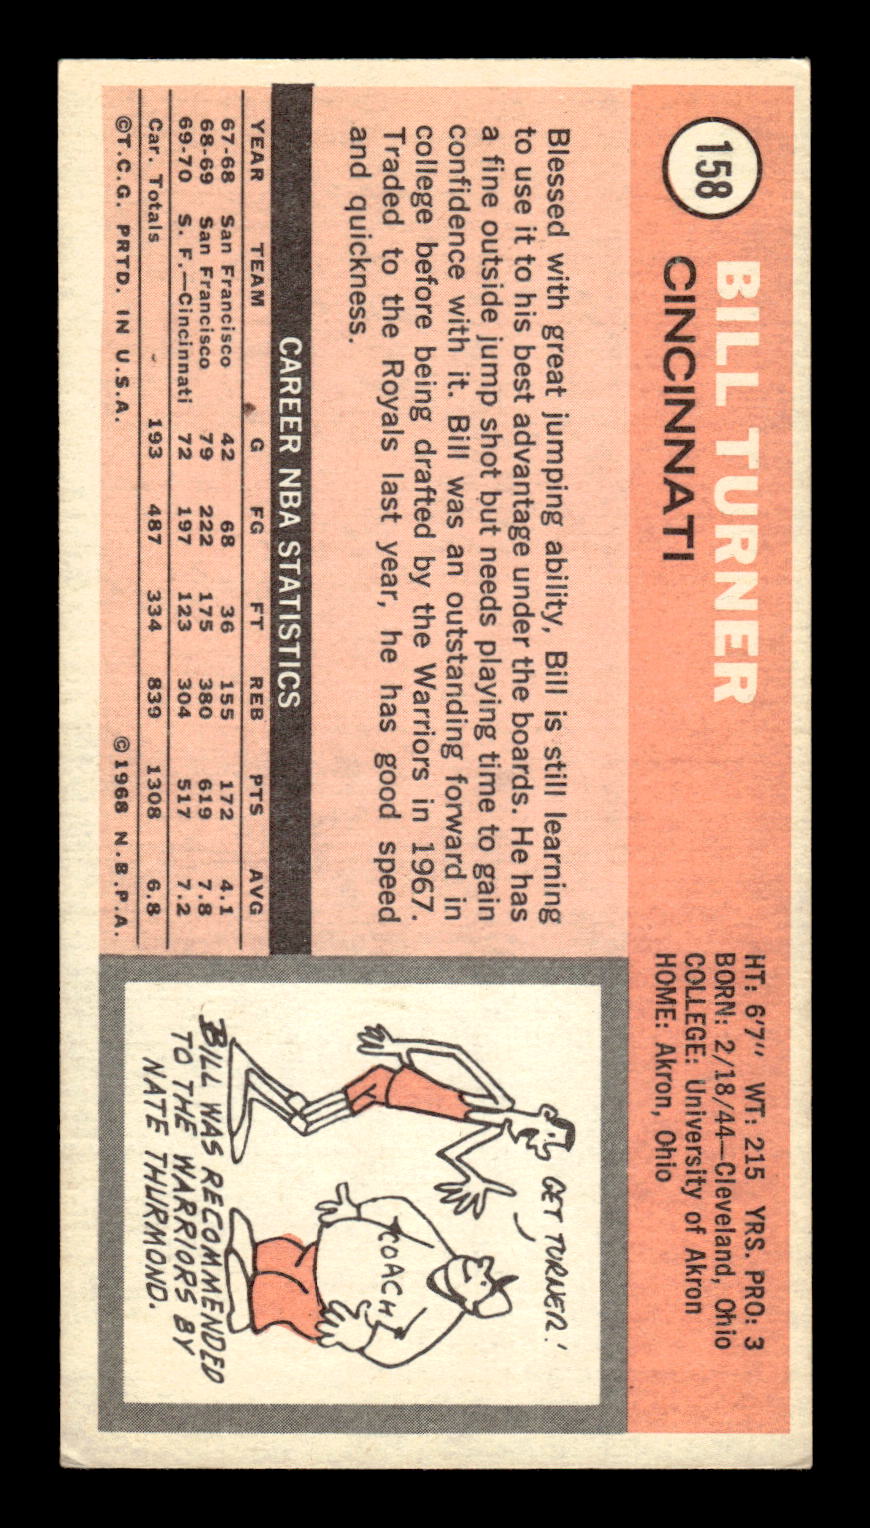 158
BILL TURNER
CINCINNATI
HT: 6'7" WT: 215 YRS. PRO: 3
BORN: 2/18/44—Cleveland, Ohio
COLLEGE: University of Akron
HOME: Akron, Ohio
Blessed with great jumping ability, Bill is still learning
to use it to his best advantage under the boards. He has
a fine outside jump shot but needs playing time to gain
confidence with it. Bill was an outstanding forward in
college before being drafted by the Warriors in 1967.
Traded to the Royals last year, he has good speed
and quickness.
CAREER NBA STATISTICS
YEAR TEAM G FG FT REB PTS AVG
67-68 San Francisco 42 68 36 155 172 4.1
68-69 San Francisco 79 222 175 380 619 7.8
69-70 S. F.—Cincinnati 72 197 123 304 517 7.2
Car. Totals 193 487 334 839 1308 6.8
©T.C.G. PRTD. IN U.S.A. ©1968 N.B.P.A.
GET TURNER!
COACH
BILL WAS RECOMMENDED
TO THE WARRIORS BY
NATE THURMOND.